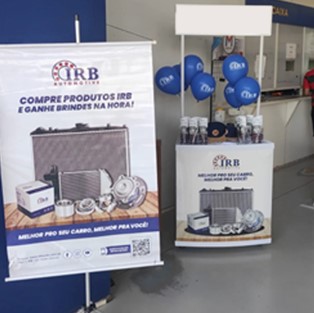 IRB
AUTOMOTIVE
COMPRE PRODUTOS IRB
E GANHE BRINDES NA HORA!
MELHOR PRO SEU CARRO, MELHOR PRA VOCÊ!
CAIXA
IRB
MELHOR PRO SEU CARRO,
MELHOR PRA VOCÊ!